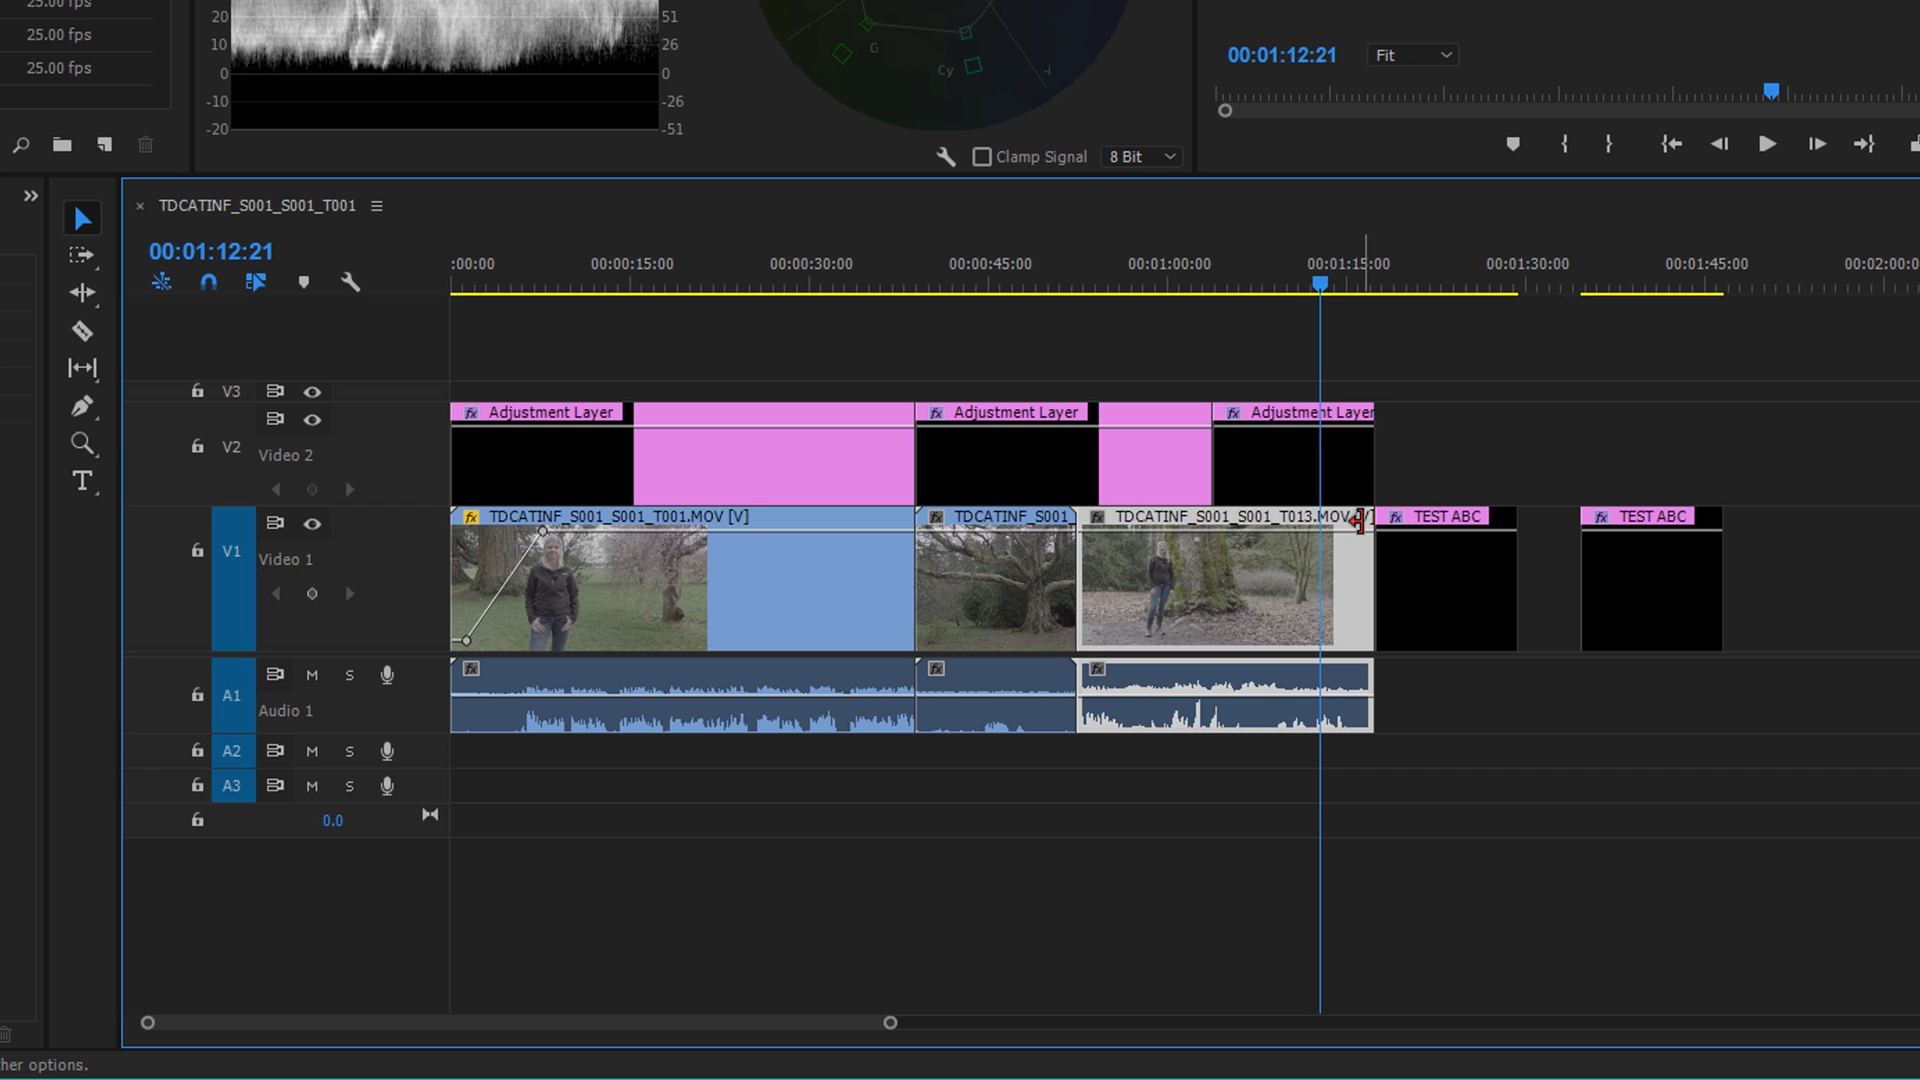 25.00 fps
25.00 fps
25.00 fps
20
10
0
-10
-20
51
26
0
-26
-51
G
Cy
-i
Clamp Signal
8 Bit
00:01:12:21
Fit
TDCATINF_S001_S001_T001
00:01:12:21
:00:00
00:00:15:00
00:00:30:00
00:00:45:00
00:01:00:00
00:01:15:00
00:01:30:00
00:01:45:00
00:02:00:0
V3
fx Adjustment Layer
fx Adjustment Layer
fx Adjustment Layer
V2
Video 2
fx TDCATINF_S001_S001_T001.MOV [V]
fx TDCATINF_S001_
fx TDCATINF_S001_S001_T013.MOV
fx TEST ABC
fx TEST ABC
V1
Video 1
fx
fx
fx
M
S
A1
Audio 1
A2
M
S
A3
M
S
0.0
T
her options.